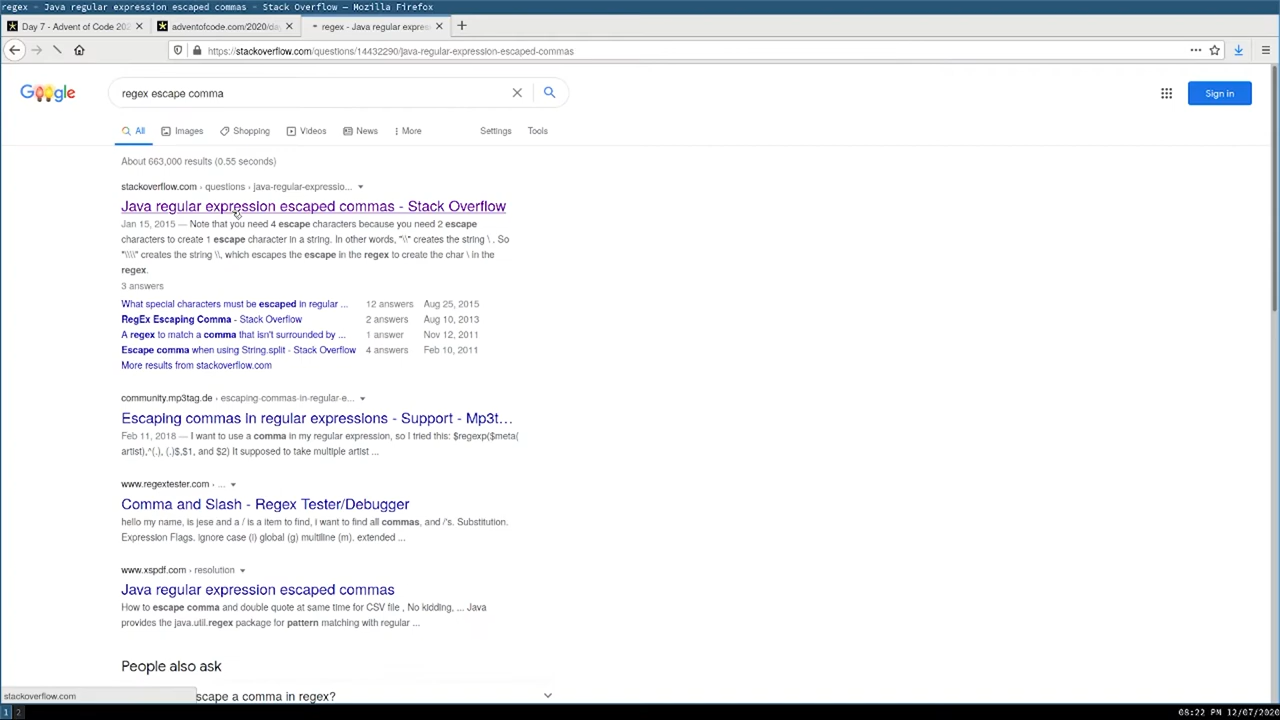 regex - Java regular expression escaped commas - Stack Overflow - Mozilla Firefox
Day 7 - Advent of Code 202
adventofcode.com/2020/da
regex - Java regular expres
https://stackoverflow.com/questions/14432290/java-regular-expression-escaped-commas
Google
regex escape comma
Sign in
All
Images
Shopping
Videos
News
More
Settings
Tools
About 663,000 results (0.55 seconds)
stackoverflow.com › questions › java-regular-expressio...
Java regular expression escaped commas - Stack Overflow
Jan 15, 2015 — Note that you need 4 escape characters because you need 2 escape
characters to create 1 escape character in a string. In other words, "\\" creates the string \ . So
"\\\\" creates the string \\, which escapes the escape in the regex to create the char \ in the
regex.
3 answers
What special characters must be escaped in regular ... 12 answers Aug 25, 2015
RegEx Escaping Comma - Stack Overflow 2 answers Aug 10, 2013
A regex to match a comma that isn't surrounded by ... 1 answer Nov 12, 2011
Escape comma when using String.split - Stack Overflow 4 answers Feb 10, 2011
More results from stackoverflow.com
community.mp3tag.de › escaping-commas-in-regular-e...
Escaping commas in regular expressions - Support - Mp3t...
Feb 11, 2018 — I want to use a comma in my regular expression, so I tried this: $regexp($meta(
artist),^(.), (.)$,$1, and $2) It supposed to take multiple artist ...
www.regextester.com › ...
Comma and Slash - Regex Tester/Debugger
hello my name, is jese and a / is a item to find, i want to find all commas, and /'s. Substitution.
Expression Flags. ignore case (i) global (g) multiline (m). extended ...
www.xspdf.com › resolution
Java regular expression escaped commas
How to escape comma and double quote at same time for CSV file , No kidding, ... Java
provides the java.util.regex package for pattern matching with regular ...
People also ask
scape a comma in regex?
stackoverflow.com
1 2
08:22 PM 12/07/2020